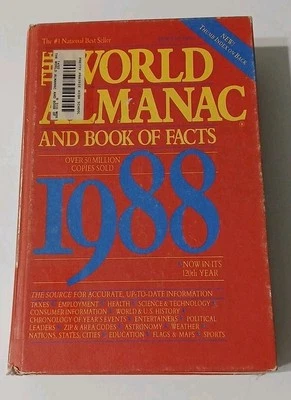 The #1 National Best Seller
NEW!
THUMB INDEX ON BACK
THE WORLD
ALMANAC
AND BOOK OF FACTS
OVER 50 MILLION
COPIES SOLD
1988
NOW IN ITS
120th YEAR
THE SOURCE FOR ACCURATE, UP-TO-DATE INFORMATION
TAXES EMPLOYMENT HEALTH SCIENCE & TECHNOLOGY
CONSUMER INFORMATION WORLD & U.S. HISTORY
CHRONOLOGY OF YEAR'S EVENTS ENTERTAINERS POLITICAL
LEADERS ZIP & AREA CODES ASTRONOMY WEATHER
NATIONS, STATES, CITIES EDUCATION FLAGS & MAPS SPORTS